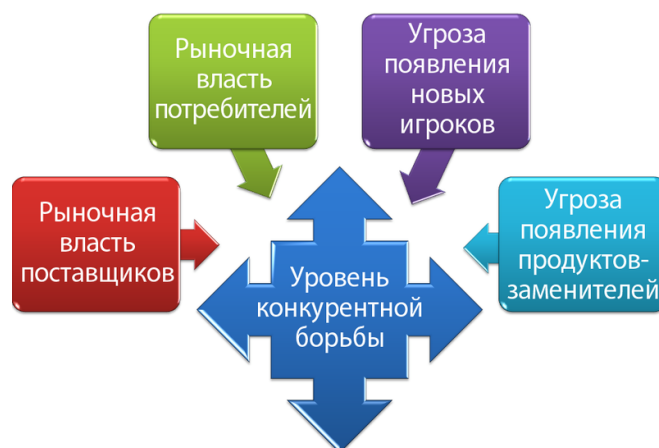 Рыночная
власть
потребителей
Угроза
появления
новых
игроков
Рыночная
власть
поставщиков
Уровень
конкурентной
борьбы
Угроза
появления
продуктов-
заменителей